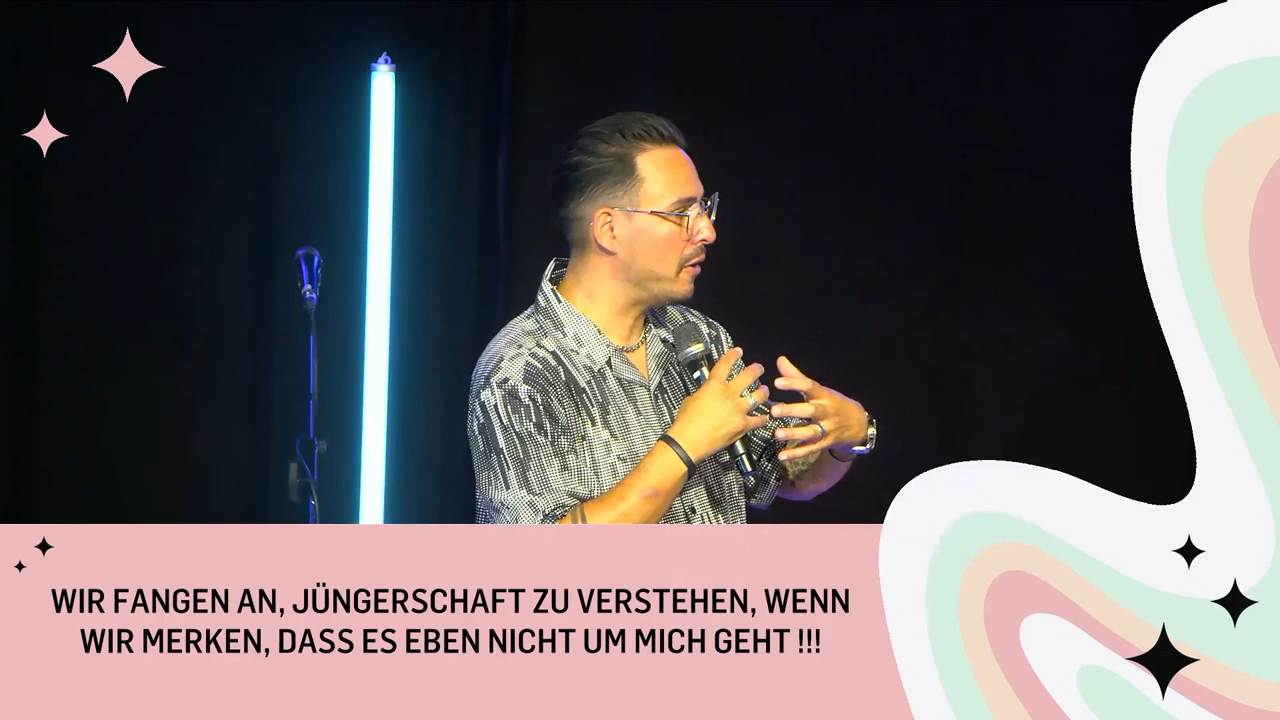 WIR FANGEN AN, JÜNGERSCHAFT ZU VERSTEHEN, WENN
WIR MERKEN, DASS ES EBEN NICHT UM MICH GEHT !!!